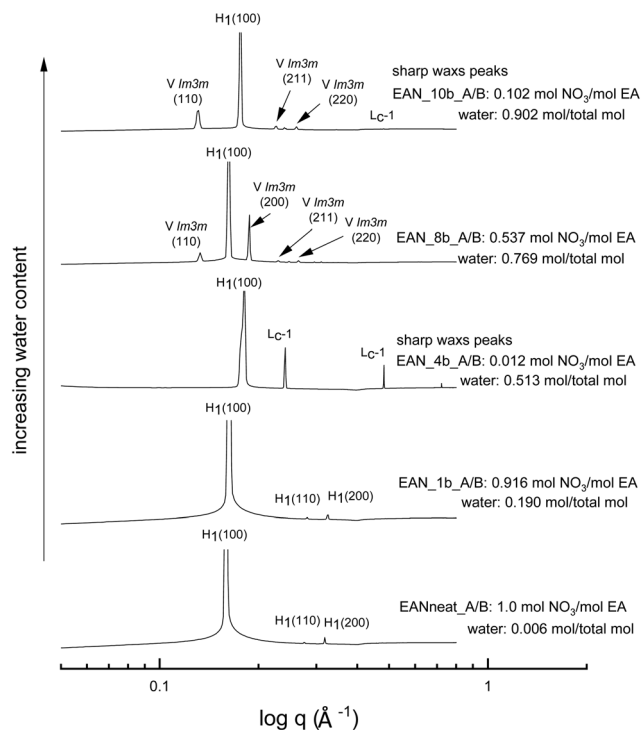 H1(100)
V Im3m
(110)
V Im3m
(211)
V Im3m
(220)
Lc-1
sharp waxs peaks
EAN_10b_A/B: 0.102 mol NO3/mol EA
water: 0.902 mol/total mol
H1(100)
V Im3m
(110)
V Im3m
(200)
V Im3m
(211)
V Im3m
(220)
EAN_8b_A/B: 0.537 mol NO3/mol EA
water: 0.769 mol/total mol
H1(100)
Lc-1
Lc-1
sharp waxs peaks
EAN_4b_A/B: 0.012 mol NO3/mol EA
water: 0.513 mol/total mol
H1(100)
H1(110)
H1(200)
EAN_1b_A/B: 0.916 mol NO3/mol EA
water: 0.190 mol/total mol
H1(100)
H1(110)
H1(200)
EANneat_A/B: 1.0 mol NO3/mol EA
water: 0.006 mol/total mol
increasing water content
0.1
1
log q (Å-1)